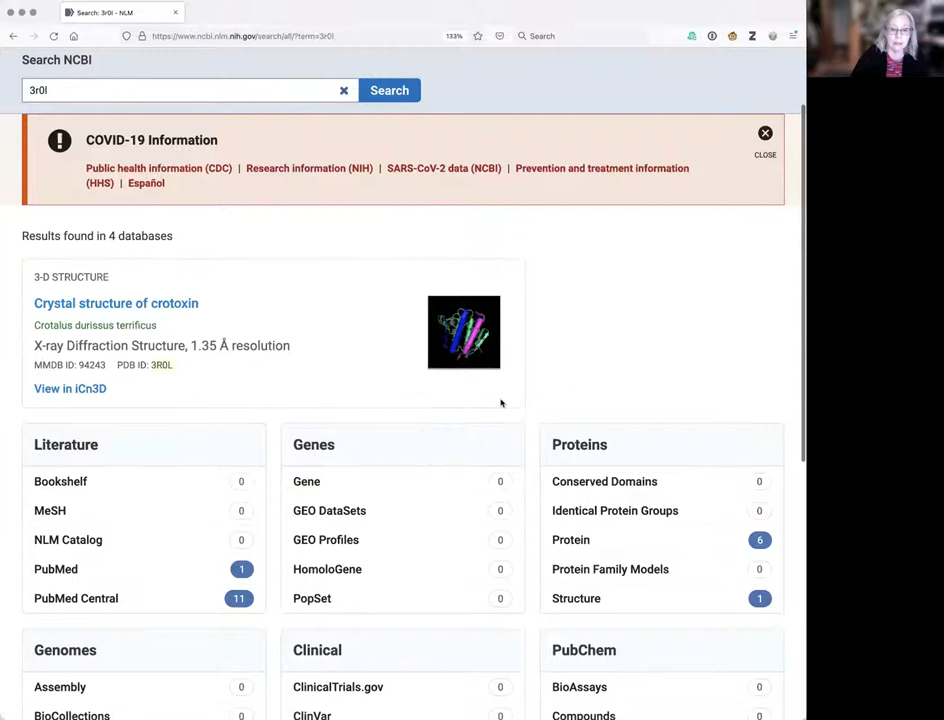 Search: 3r0l - NLM
https://www.ncbi.nlm.nih.gov/search/all/?term=3r0l
133%
Search
Search NCBI
3r0l
Search
COVID-19 Information
CLOSE
Public health information (CDC) | Research information (NIH) | SARS-CoV-2 data (NCBI) | Prevention and treatment information
(HHS) | Español
Results found in 4 databases
3-D STRUCTURE
Crystal structure of crotoxin
Crotalus durissus terrificus
X-ray Diffraction Structure, 1.35 Å resolution
MMDB ID: 94243 PDB ID: 3R0L
View in iCn3D
Literature
Bookshelf 0
MeSH 0
NLM Catalog 0
PubMed 1
PubMed Central 11
Genes
Gene 0
GEO DataSets 0
GEO Profiles 0
HomoloGene 0
PopSet 0
Proteins
Conserved Domains 0
Identical Protein Groups 0
Protein 6
Protein Family Models 0
Structure 1
Genomes
Assembly 0
BioCollections 0
Clinical
ClinicalTrials.gov 0
ClinVar 0
PubChem
BioAssays 0
Compounds 0